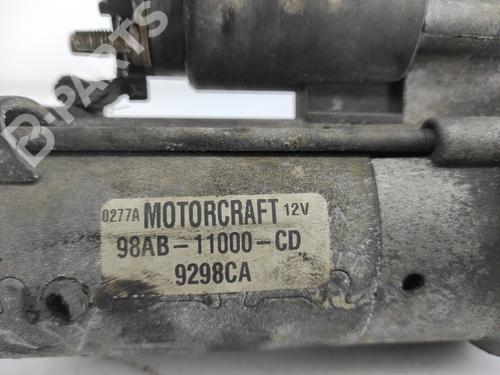 B-PARTS
0277A MOTORCRAFT 12V
98AB-11000-CD
9298CA